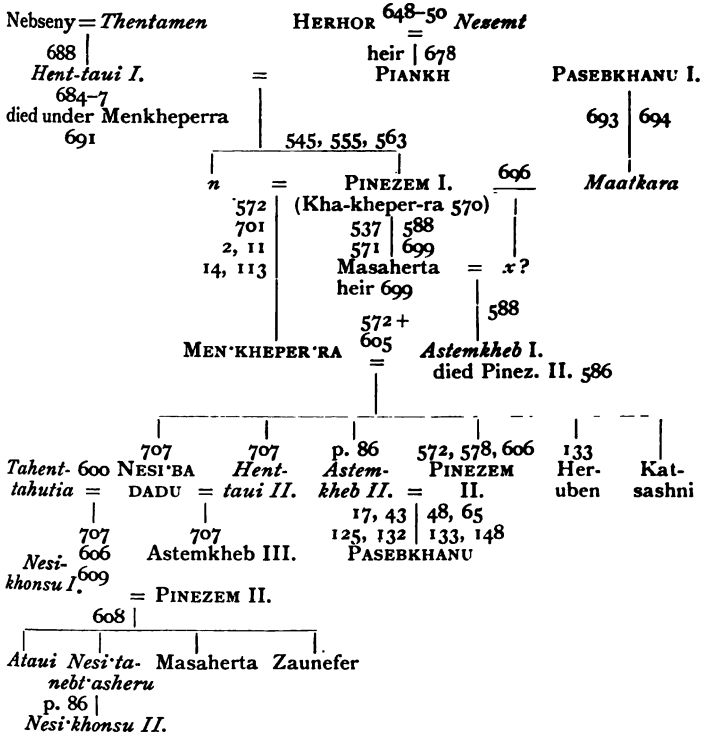 Nebseny = Thentamen HERHOR 648–50 Nezemt
=
688 heir 678
Hent-taui I. = PIANKH PASEBKHANU I.
684–7
died under Menkheperra 693 694
691
545, 555, 563
n = PINEZEM I. 696 Maatkara
572 (Kha-kheper-ra 570)
701 537 588
2, 11 571 699
14, 113 Masaherta = x?
heir 699
588
572 +
605
MEN·KHEPER·RA = Astemkheb I.
died Pinez. II. 586
707 707 p. 86 572, 578, 606 133
Tahent- 600 NESI·BA Hent- Astem- PINEZEM Her- Kat-
tahutia = DADU = taui II. kheb II. = II. uben sashni
17, 43 48, 65
707 707 125, 132 133, 148
606 Astemkheb III. PASEBKHANU
Nesi-
khonsu I. 609
= PINEZEM II.
608
Ataui Nesi·ta- Masaherta Zaunefer
nebt·asheru
p. 86
Nesi·khonsu II.